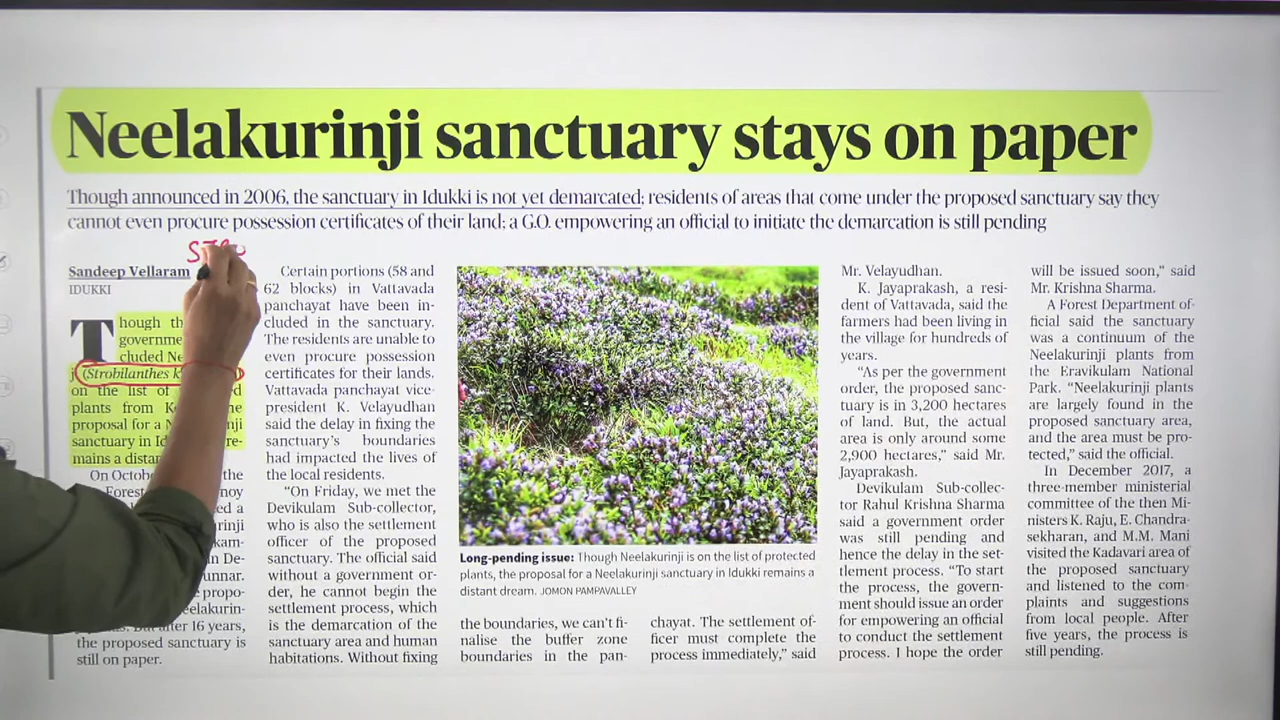 Neelakurinji sanctuary stays on paper
Though announced in 2006, the sanctuary in Idukki is not yet demarcated; residents of areas that come under the proposed sanctuary say they
cannot even procure possession certificates of their land; a G.O. empowering an official to initiate the demarcation is still pending
Sandeep Vellaram
IDUKKI
Though
(Strobilanthes
on the list of
plants from
proposal for a
sanctuary in
mains a
On the
Forest
a
the proposed sanctuary is
still on paper.
Certain portions (58 and
62 blocks) in Vattavada
panchayat have been in-
cluded in the sanctuary.
The residents are unable to
even procure possession
certificates for their lands.
Vattavada panchayat vice-
president K. Velayudhan
said the delay in fixing the
sanctuary's boundaries
had impacted the lives of
the local residents.
"On Friday, we met the
Devikulam Sub-collector,
who is also the settlement
officer of the proposed
sanctuary. The official said
without a government or-
der, he cannot begin the
settlement process, which
is the demarcation of the
sanctuary area and human
habitations. Without fixing
Long-pending issue: Though Neelakurinji is on the list of protected
plants, the proposal for a Neelakurinji sanctuary in Idukki remains a
distant dream. JOMON PAMPAVALLEY
the boundaries, we can't fi-
nalise the buffer zone
boundaries in the pan-
chayat. The settlement of-
ficer must complete the
process immediately," said
Mr. Velayudhan.
K. Jayaprakash, a resi-
dent of Vattavada, said the
farmers had been living in
the village for hundreds of
years.
"As per the government
order, the proposed sanc-
tuary is in 3,200 hectares
of land. But, the actual
area is only around some
2,900 hectares," said Mr.
Jayaprakash.
Devikulam Sub-collec-
tor Rahul Krishna Sharma
said a government order
was still pending and
hence the delay in the set-
tlement process. "To start
the process, the govern-
ment should issue an order
for empowering an official
to conduct the settlement
process. I hope the order
will be issued soon," said
Mr. Krishna Sharma.
A Forest Department of-
ficial said the sanctuary
was a continuum of the
Neelakurinji plants from
the Eravikulam National
Park. "Neelakurinji plants
are largely found in the
proposed sanctuary area,
and the area must be pro-
tected," said the official.
In December 2017, a
three-member ministerial
committee of the then Mi-
nisters K. Raju, E. Chandra-
sekharan, and M.M. Mani
visited the Kadavari area of
the proposed sanctuary
and listened to the com-
plaints and suggestions
from local people. After
five years, the process is
still pending.